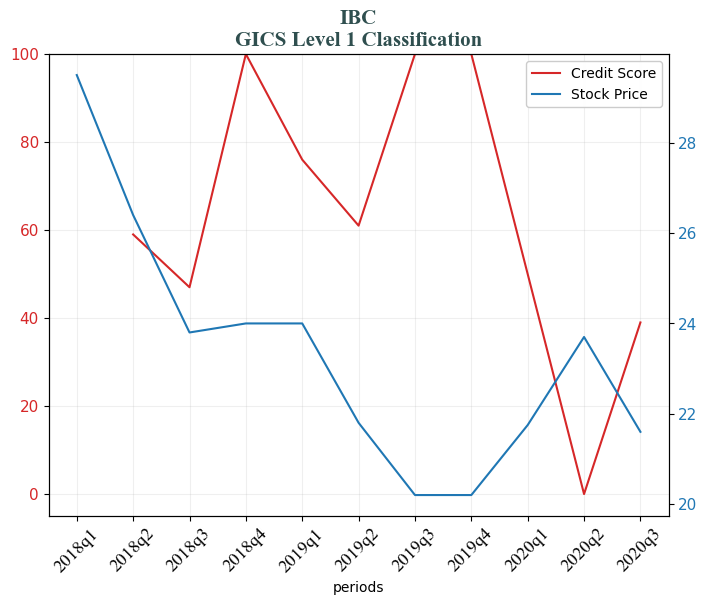 IBC
GICS Level 1 Classification
100
80
60
40
20
0
Credit Score
Stock Price
28
26
24
22
20
2018q1
2018q2
2018q3
2018q4
2019q1
2019q2
2019q3
2019q4
2020q1
2020q2
2020q3
periods